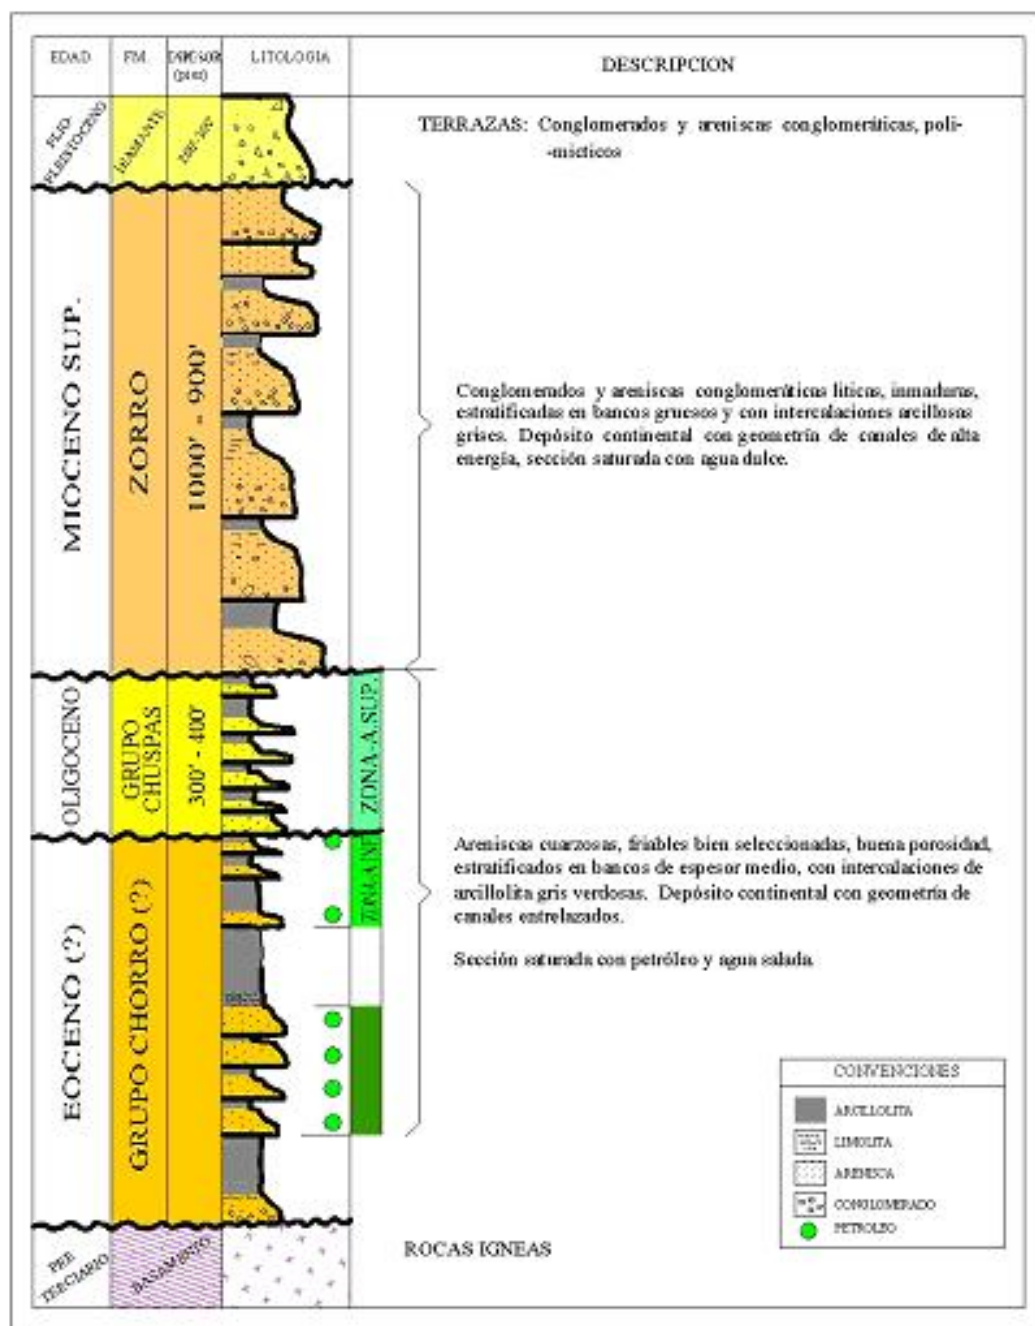 EDAD
FM.
ESPESOR
(pies)
LITOLOGIA
DESCRIPCION
PLIO-
PLEISTOCENO
DIAMANTE
TERRAZAS: Conglomerados y areniscas conglomeráticas, poli-
-micticos
MIOCENO SUP.
ZORRO
1000' - 900'
Conglomerados y areniscas conglomeráticas líticas, inmaduras,
estratificadas en bancos gruesos y con intercalaciones arcillosas
grises. Depósito continental con geometría de canales de alta
energía, sección saturada con agua dulce.
OLIGOCENO
GRUPO
CHUSPAS
300' - 400'
ZONA-A.SUP.
EOCENO (?)
GRUPO CHORRO (?)
ZONA-A INF.
Areniscas cuarzosas, friables bien seleccionadas, buena porosidad,
estratificados en bancos de espesor medio, con intercalaciones de
arcillolita gris verdosas. Depósito continental con geometría de
canales entrelazados.
Sección saturada con petróleo y agua salada
PRE
TERCIARIO
BASAMENTO
ROCAS IGNEAS
CONVENCIONES
ARCILLOLITA
LIMOLITA
ARENISCA
CONGLOMERADO
PETROLEO